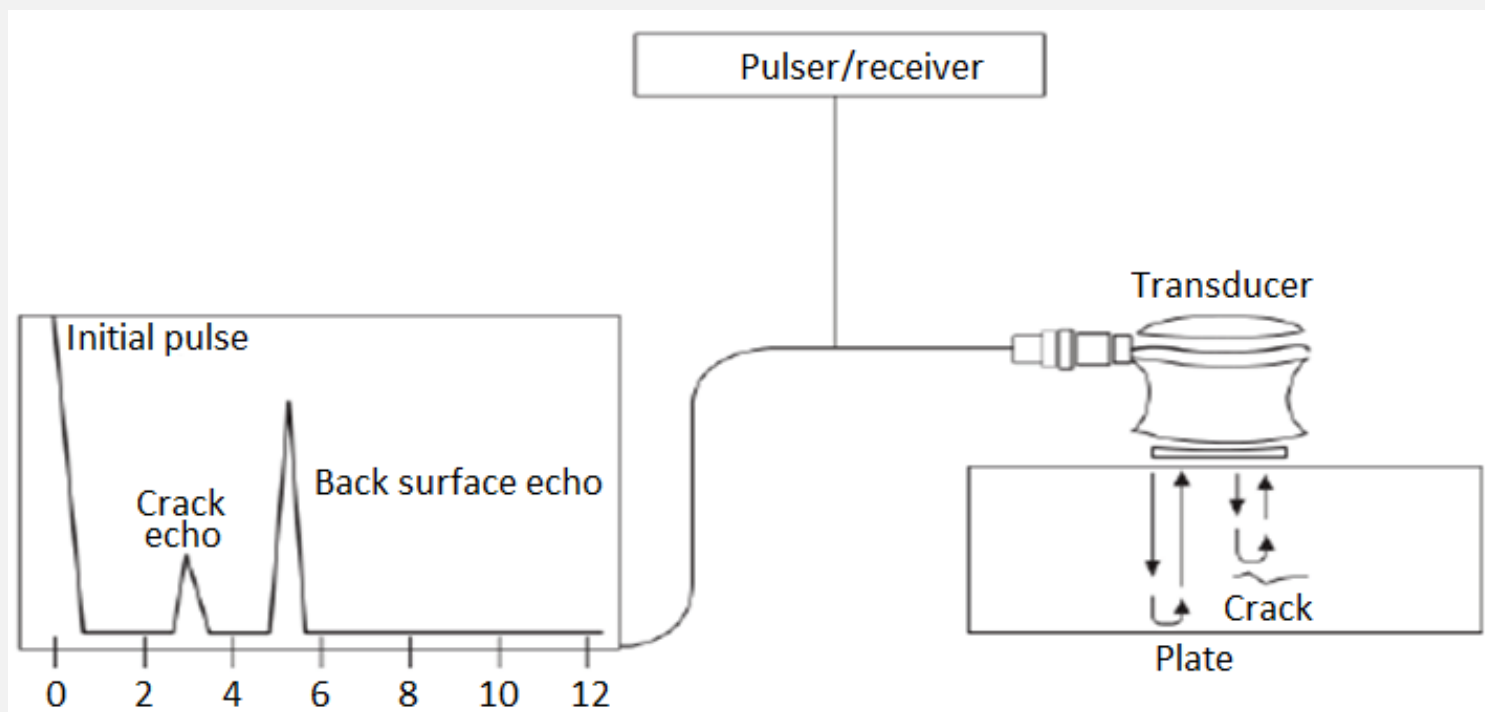 Pulser/receiver
Transducer
Initial pulse
Back surface echo
Crack
echo
Crack
Plate
0 2 4 6 8 10 12